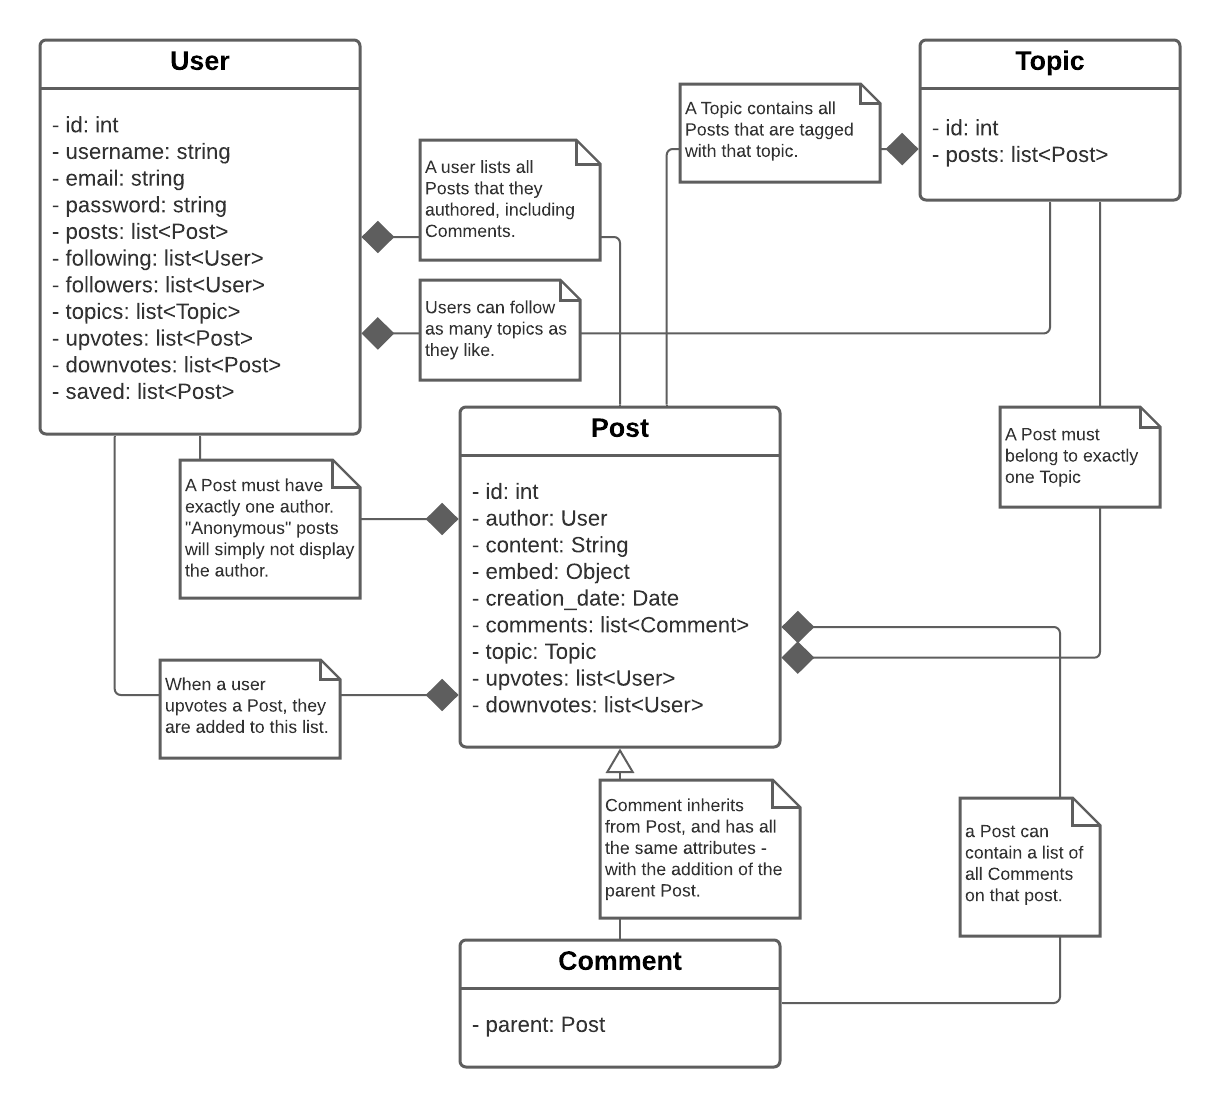 User
- id: int
- username: string
- email: string
- password: string
- posts: list<Post>
- following: list<User>
- followers: list<User>
- topics: list<Topic>
- upvotes: list<Post>
- downvotes: list<Post>
- saved: list<Post>
A user lists all
Posts that they
authored, including
Comments.
Users can follow
as many topics as
they like.
A Topic contains all
Posts that are tagged
with that topic.
Topic
- id: int
- posts: list<Post>
A Post must have
exactly one author.
"Anonymous" posts
will simply not display
the author.
When a user
upvotes a Post, they
are added to this list.
Post
- id: int
- author: User
- content: String
- embed: Object
- creation_date: Date
- comments: list<Comment>
- topic: Topic
- upvotes: list<User>
- downvotes: list<User>
A Post must
belong to exactly
one Topic
Comment inherits
from Post, and has all
the same attributes -
with the addition of the
parent Post.
a Post can
contain a list of
all Comments
on that post.
Comment
- parent: Post